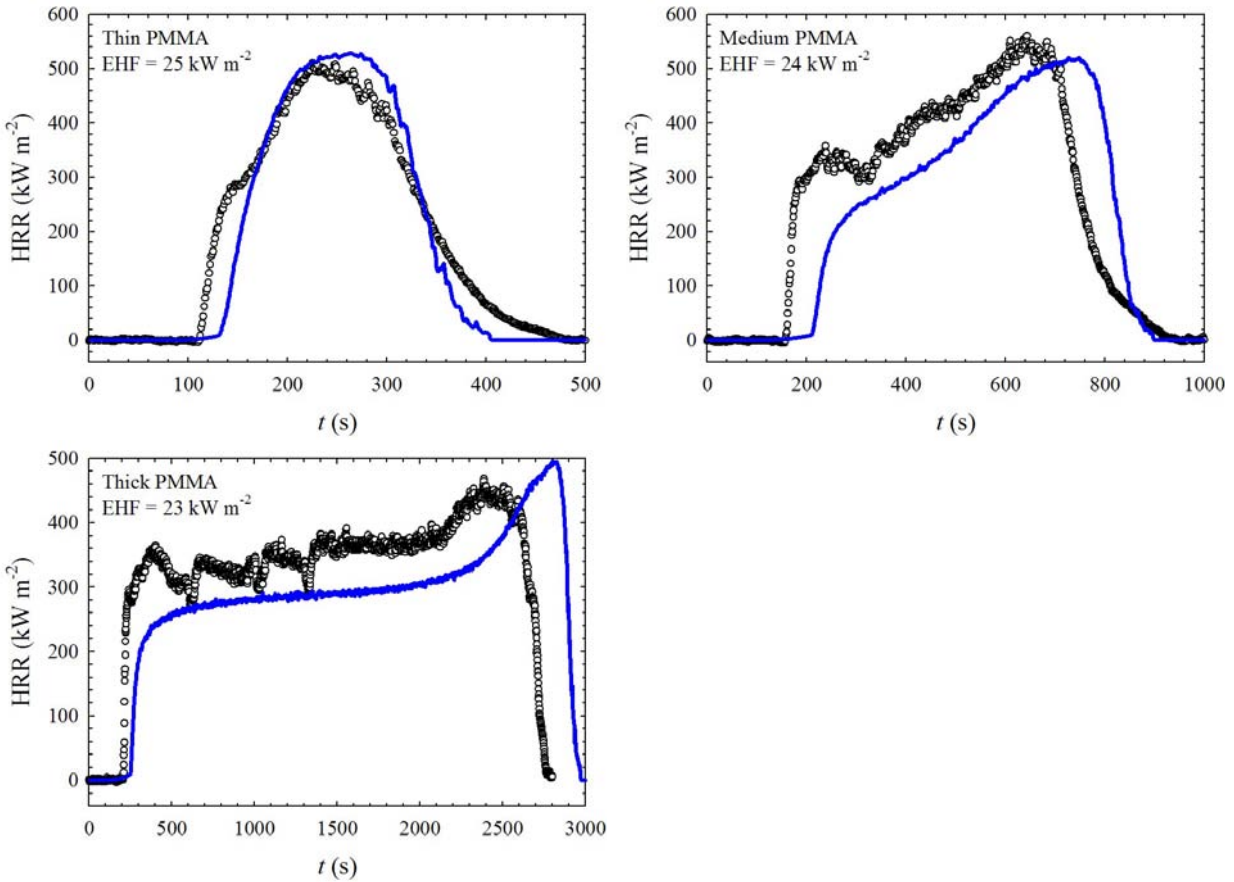 Thin PMMA
EHF = 25 kW m⁻²
HRR (kW m⁻²)
600
500
400
300
200
100
0
0 100 200 300 400 500
t (s)
Medium PMMA
EHF = 24 kW m⁻²
HRR (kW m⁻²)
600
500
400
300
200
100
0
0 200 400 600 800 1000
t (s)
Thick PMMA
EHF = 23 kW m⁻²
HRR (kW m⁻²)
500
400
300
200
100
0
0 500 1000 1500 2000 2500 3000
t (s)